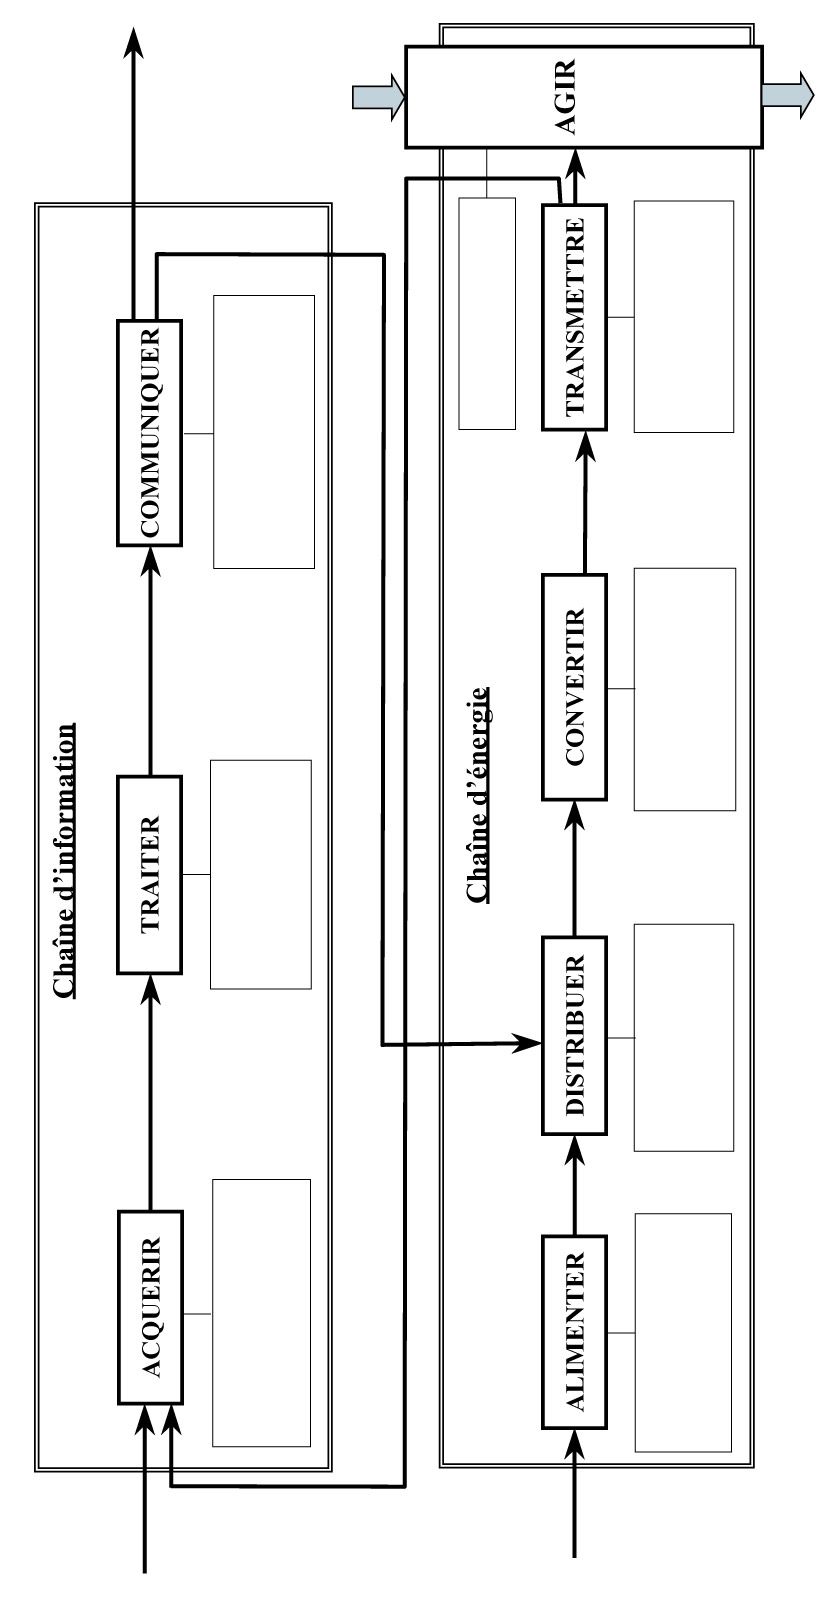 Chaîne d'information
ACQUERIR
TRAITER
COMMUNIQUER
Chaîne d'énergie
ALIMENTER
DISTRIBUER
CONVERTIR
TRANSMETTRE
AGIR